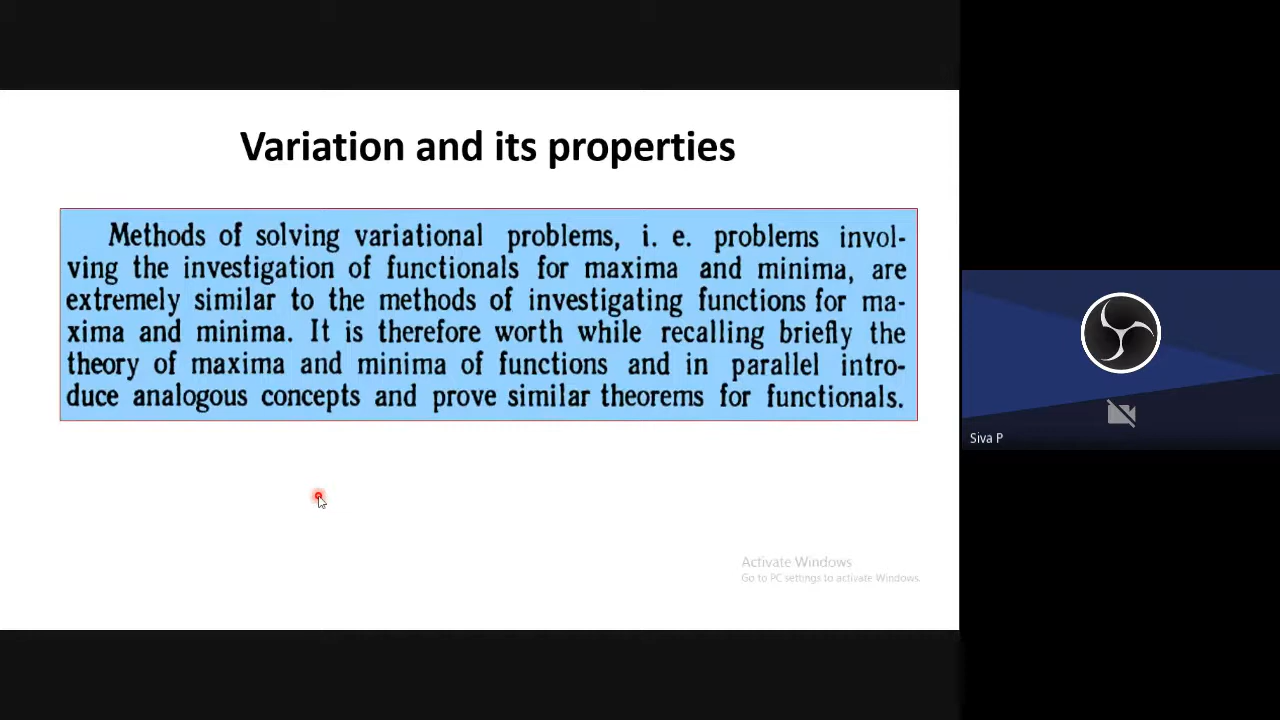 Variation and its properties
Methods of solving variational problems, i. e. problems invol-
ving the investigation of functionals for maxima and minima, are
extremely similar to the methods of investigating functions for ma-
xima and minima. It is therefore worth while recalling briefly the
theory of maxima and minima of functions and in parallel intro-
duce analogous concepts and prove similar theorems for functionals.
Activate Windows
Go to PC settings to activate Windows.
Siva P